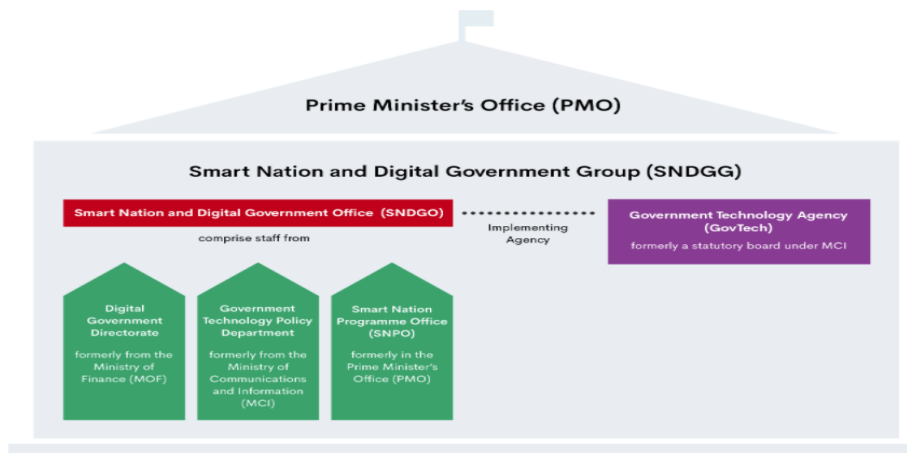 Prime Minister's Office (PMO)
Smart Nation and Digital Government Group (SNDGG)
Smart Nation and Digital Government Office (SNDGO)
comprise staff from
Implementing
Agency
Government Technology Agency
(GovTech)
formerly a statutory board under MCI
Digital
Government
Directorate
formerly from the
Ministry of
Finance (MOF)
Government
Technology Policy
Department
formerly from the
Ministry of
Communications
and Information
(MCI)
Smart Nation
Programme Office
(SNPO)
formerly in the
Prime Minister's
Office (PMO)